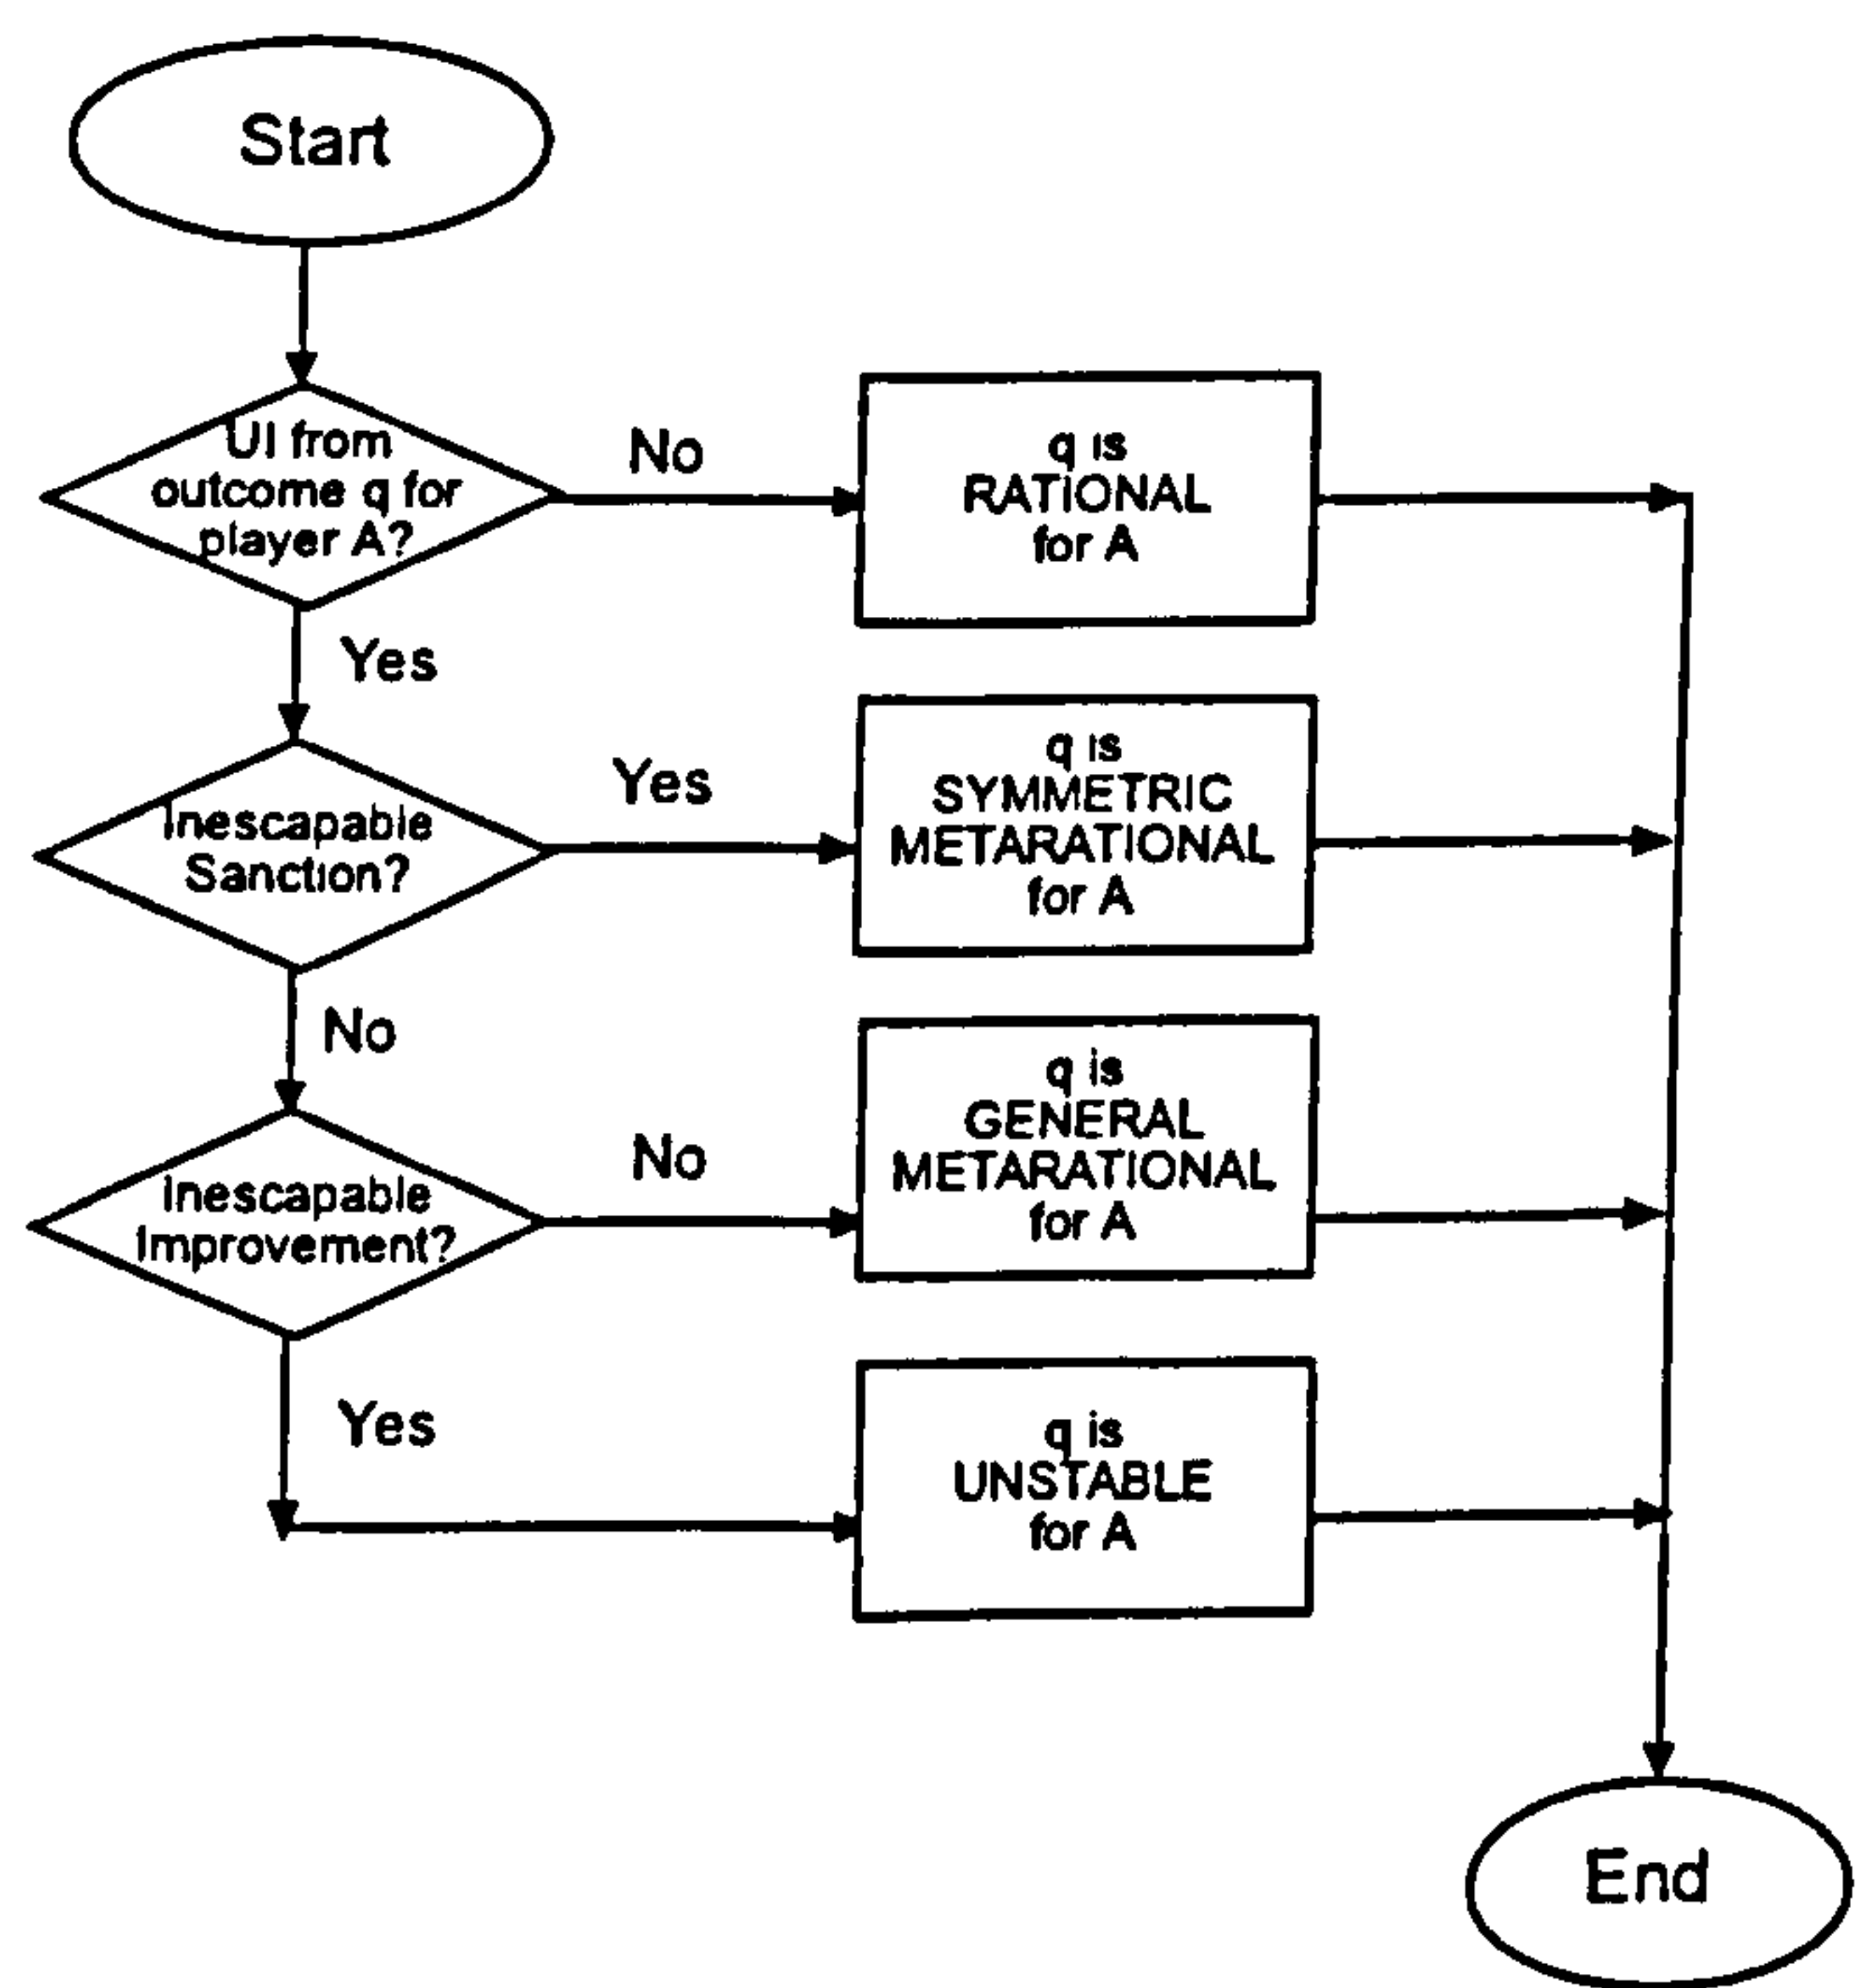 Start
UI from
outcome q for
player A?
No
q is
RATIONAL
for A
Yes
Inescapable
Sanction?
Yes
q is
SYMMETRIC
METARATIONAL
for A
No
Inescapable
Improvement?
No
q is
GENERAL
METARATIONAL
for A
Yes
q is
UNSTABLE
for A
End